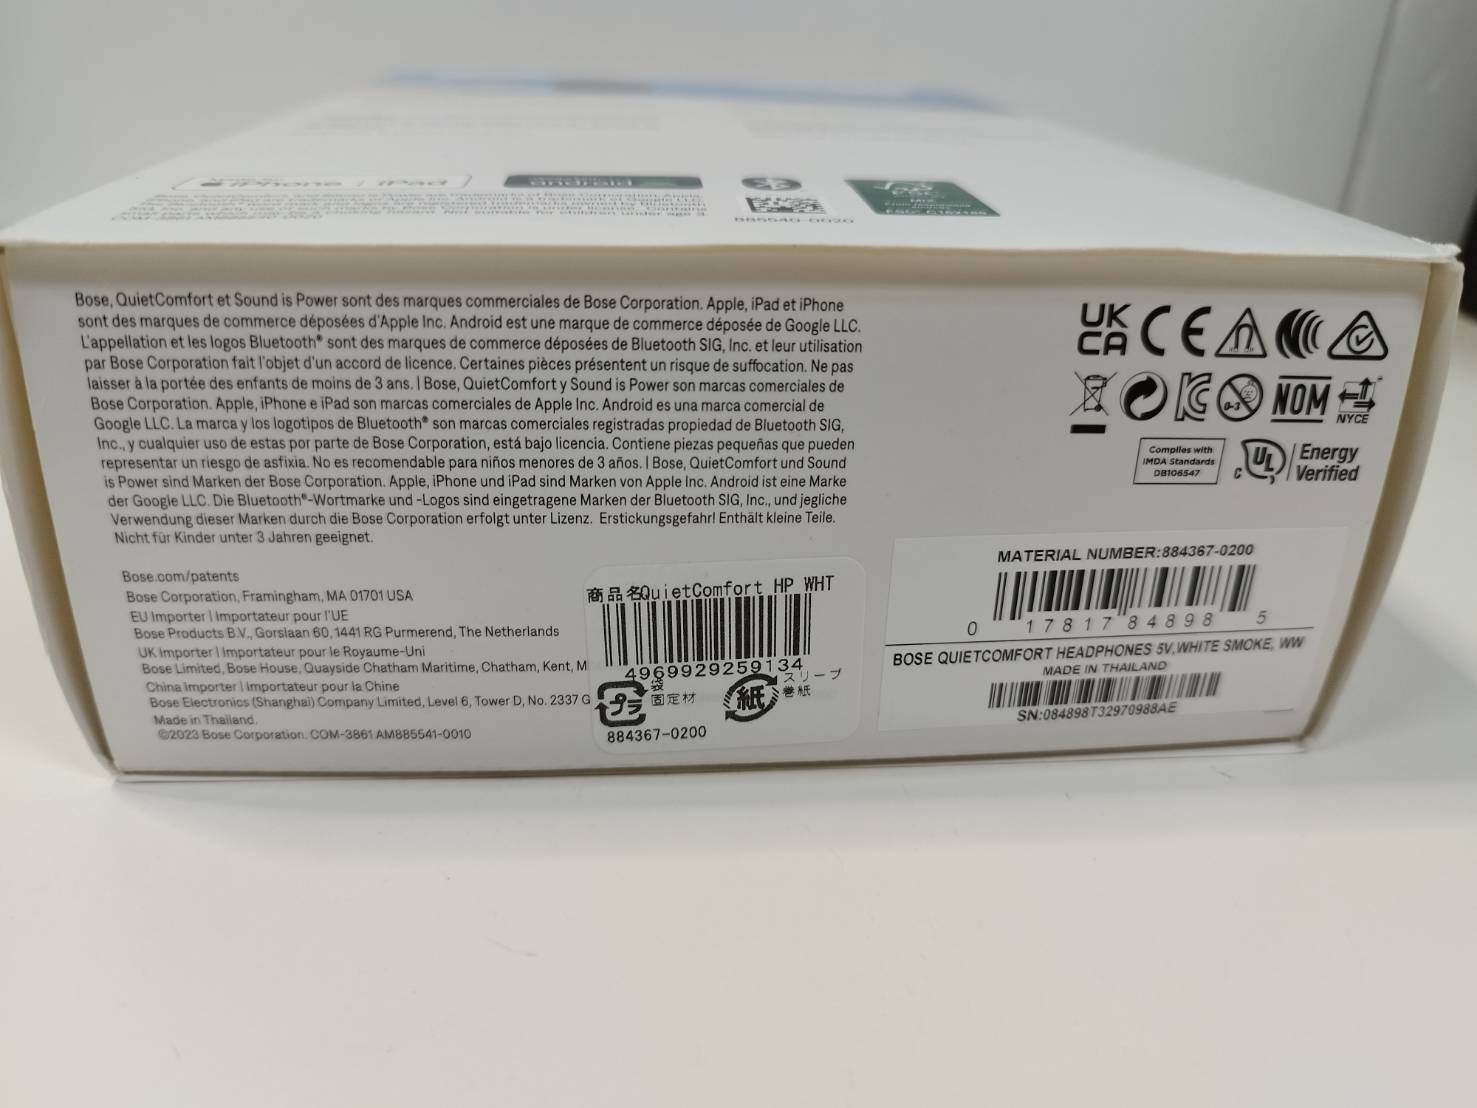 iPhone | iPad
android
885540-0020
Bose, QuietComfort et Sound is Power sont des marques commerciales de Bose Corporation. Apple, iPad et iPhone
sont des marques de commerce déposées d'Apple Inc. Android est une marque de commerce déposée de Google LLC.
L'appellation et les logos Bluetooth® sont des marques de commerce déposées de Bluetooth SIG, Inc. et leur utilisation
par Bose Corporation fait l'objet d'un accord de licence. Certaines pièces présentent un risque de suffocation. Ne pas
laisser à la portée des enfants de moins de 3 ans. | Bose, QuietComfort y Sound is Power son marcas comerciales de
Bose Corporation. Apple, iPhone e iPad son marcas comerciales de Apple Inc. Android es una marca comercial de
Google LLC. La marca y los logotipos de Bluetooth® son marcas comerciales registradas propiedad de Bluetooth SIG,
Inc., y cualquier uso de estas por parte de Bose Corporation, está bajo licencia. Contiene piezas pequeñas que pueden
representar un riesgo de asfixia. No es recomendable para niños menores de 3 años. | Bose, QuietComfort und Sound
is Power sind Marken der Bose Corporation. Apple, iPhone und iPad sind Marken von Apple Inc. Android ist eine Marke
der Google LLC. Die Bluetooth®-Wortmarke und -Logos sind eingetragene Marken der Bluetooth SIG, Inc., und jegliche
Verwendung dieser Marken durch die Bose Corporation erfolgt unter Lizenz. Erstickungsgefahr! Enthält kleine Teile.
Nicht für Kinder unter 3 Jahren geeignet.
Bose.com/patents
Bose Corporation, Framingham, MA 01701 USA
EU Importer | Importateur pour l'UE
Bose Products B.V., Gorslaan 60, 1441 RG Purmerend, The Netherlands
UK Importer | Importateur pour le Royaume-Uni
Bose Limited, Bose House, Quayside Chatham Maritime, Chatham, Kent, M
China Importer | Importateur pour la Chine
Bose Electronics (Shanghai) Company Limited, Level 6, Tower D, No. 2337 G
Made in Thailand.
©2023 Bose Corporation. COM-3861 AM885541-0010
商品名QuietComfort HP WHT
4969929259134
プラ
袋
固定材
紙
スリーブ
巻紙
884367-0200
UK
CA
CE
0-3
NOM
NYCE
Complies with
IMDA Standards
DB106547
c UL Energy
Verified
MATERIAL NUMBER:884367-0200
0 17817 84898 5
BOSE QUIETCOMFORT HEADPHONES 5V,WHITE SMOKE, WW
MADE IN THAILAND
SN:084898T32970988AE